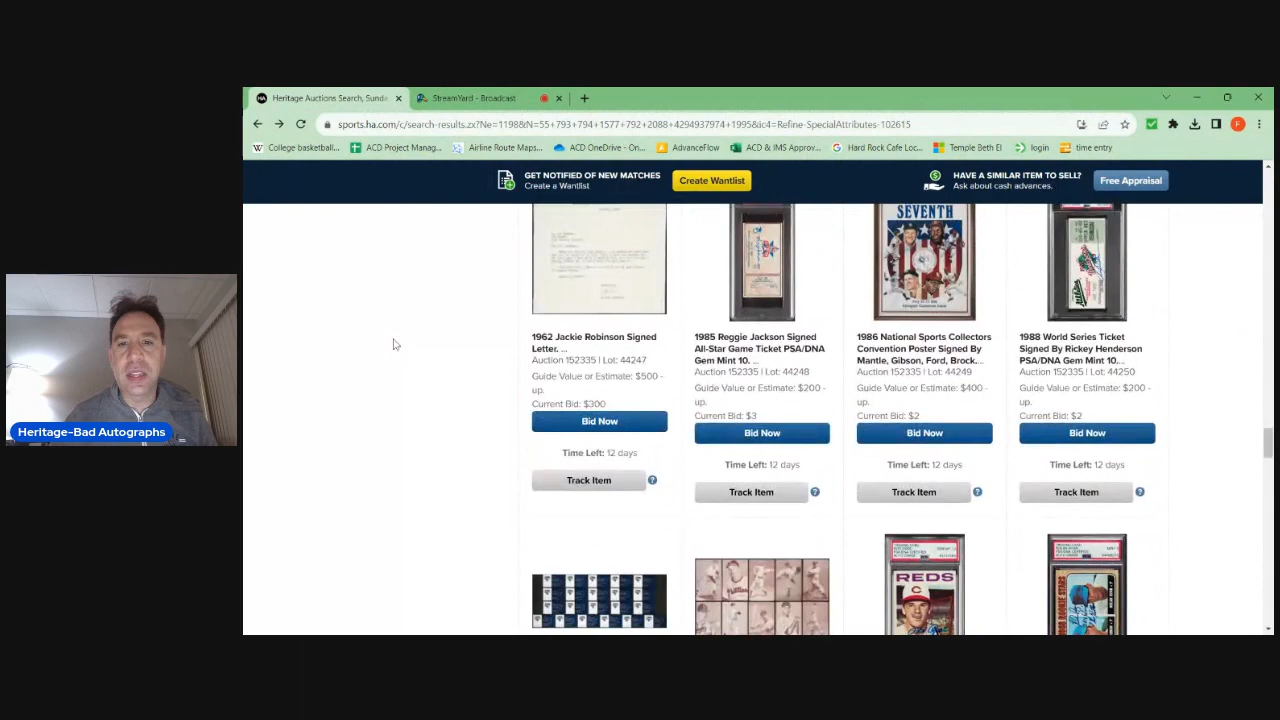 Heritage Auctions Search, Sunda
StreamYard - Broadcast
sports.ha.com/c/search-results.zx?Ne=1198&N=55+793+794+1577+792+2088+4294937974+1995&ic4=Refine-SpecialAttributes-102615
College basketball...
ACD Project Manag...
Airline Route Maps...
ACD OneDrive - On...
AdvanceFlow
ACD & IMS Approv...
Hard Rock Cafe Loc...
Temple Beth El
login
time entry
GET NOTIFIED OF NEW MATCHES
Create a Wantlist
Create Wantlist
HAVE A SIMILAR ITEM TO SELL?
Ask about cash advances.
Free Appraisal
SEVENTH
1962 Jackie Robinson Signed
Letter. ...
Auction 152335 | Lot: 44247
Guide Value or Estimate: $500 -
up.
Current Bid: $300
Bid Now
Time Left: 12 days
Track Item
1985 Reggie Jackson Signed
All-Star Game Ticket PSA/DNA
Gem Mint 10. ...
Auction 152335 | Lot: 44248
Guide Value or Estimate: $200 -
up.
Current Bid: $3
Bid Now
Time Left: 12 days
Track Item
1986 National Sports Collectors
Convention Poster Signed By
Mantle, Gibson, Ford, Brock....
Auction 152335 | Lot: 44249
Guide Value or Estimate: $400 -
up.
Current Bid: $2
Bid Now
Time Left: 12 days
Track Item
1988 World Series Ticket
Signed By Rickey Henderson
PSA/DNA Gem Mint 10....
Auction 152335 | Lot: 44250
Guide Value or Estimate: $200 -
up.
Current Bid: $2
Bid Now
Time Left: 12 days
Track Item
REDS
Heritage-Bad Autographs